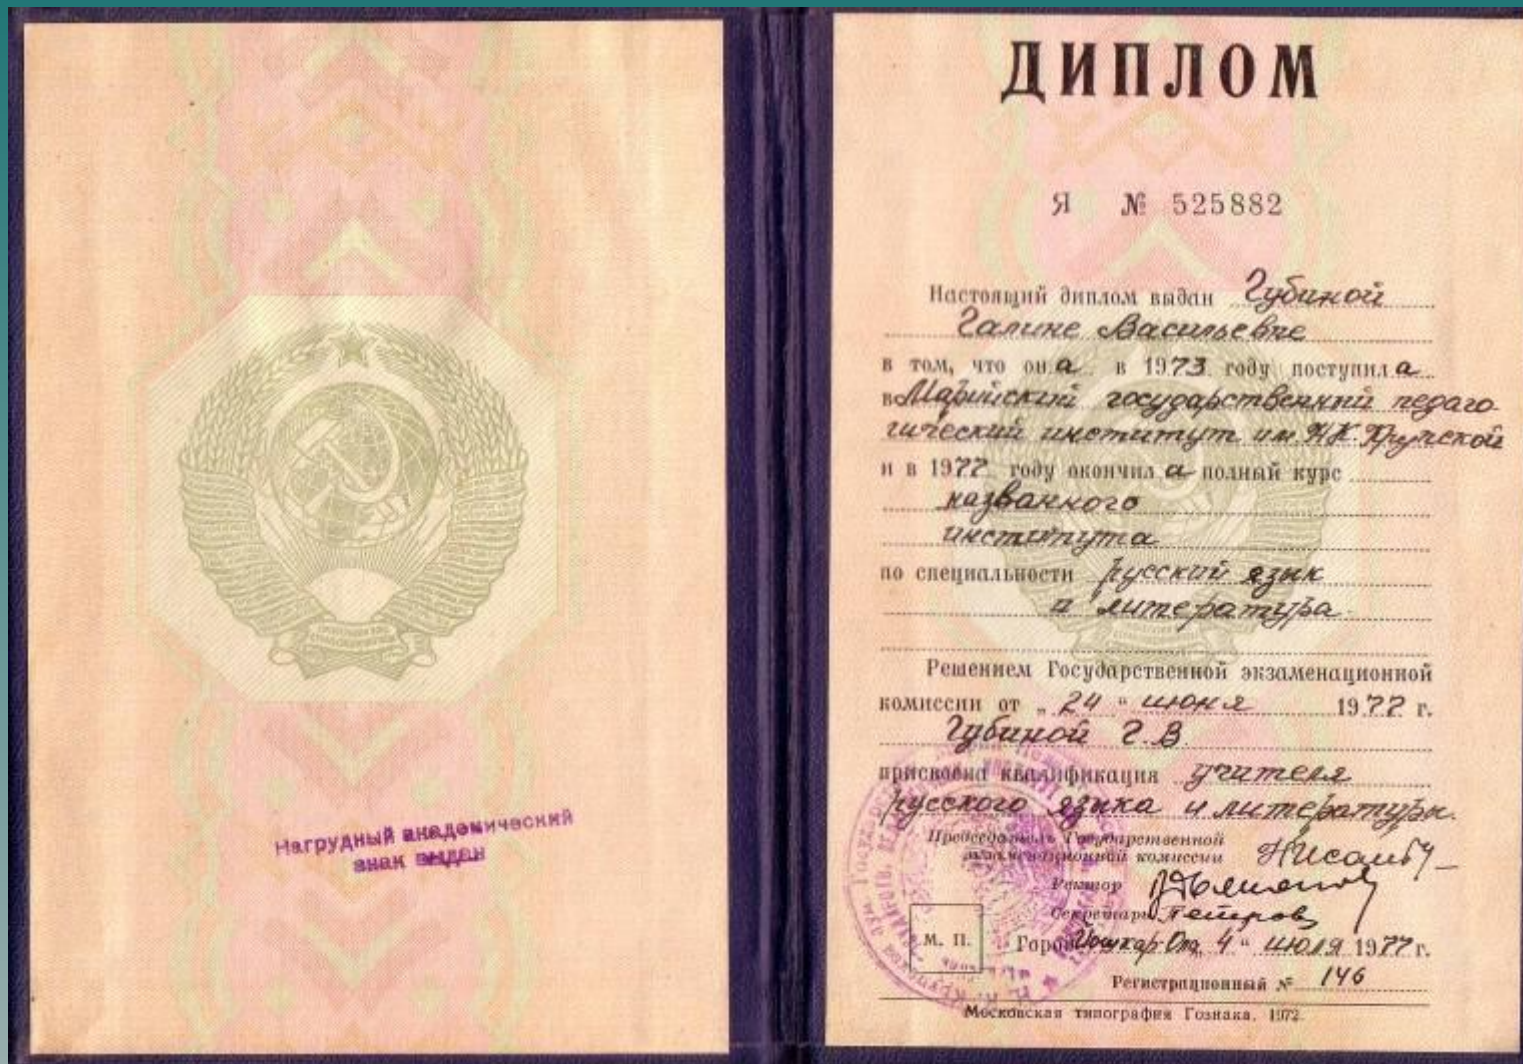 Нагрудный академический
знак выдан
ДИПЛОМ
Я № 525882
Настоящий диплом выдан Губиной
Галине Васильевне
в том, что она в 1973 году поступила
в Марийский государственный педаго-
гический институт им. Н.К. Крупской
и в 1977 году окончила полный курс
названного
института
по специальности русский язык
и литература
Решением Государственной экзаменационной
комиссии от „24“ июня 1977 г.
Губиной Г.В.
присвоена квалификация учителя
русского языка и литературы.
Председатель Государственной
экзаменационной комиссии
Ректор
Секретарь Петрова
М. П.
Город Йошкар-Ола 4 “ июля 1977 г.
Регистрационный № 146
Московская типография Гознака. 1972.